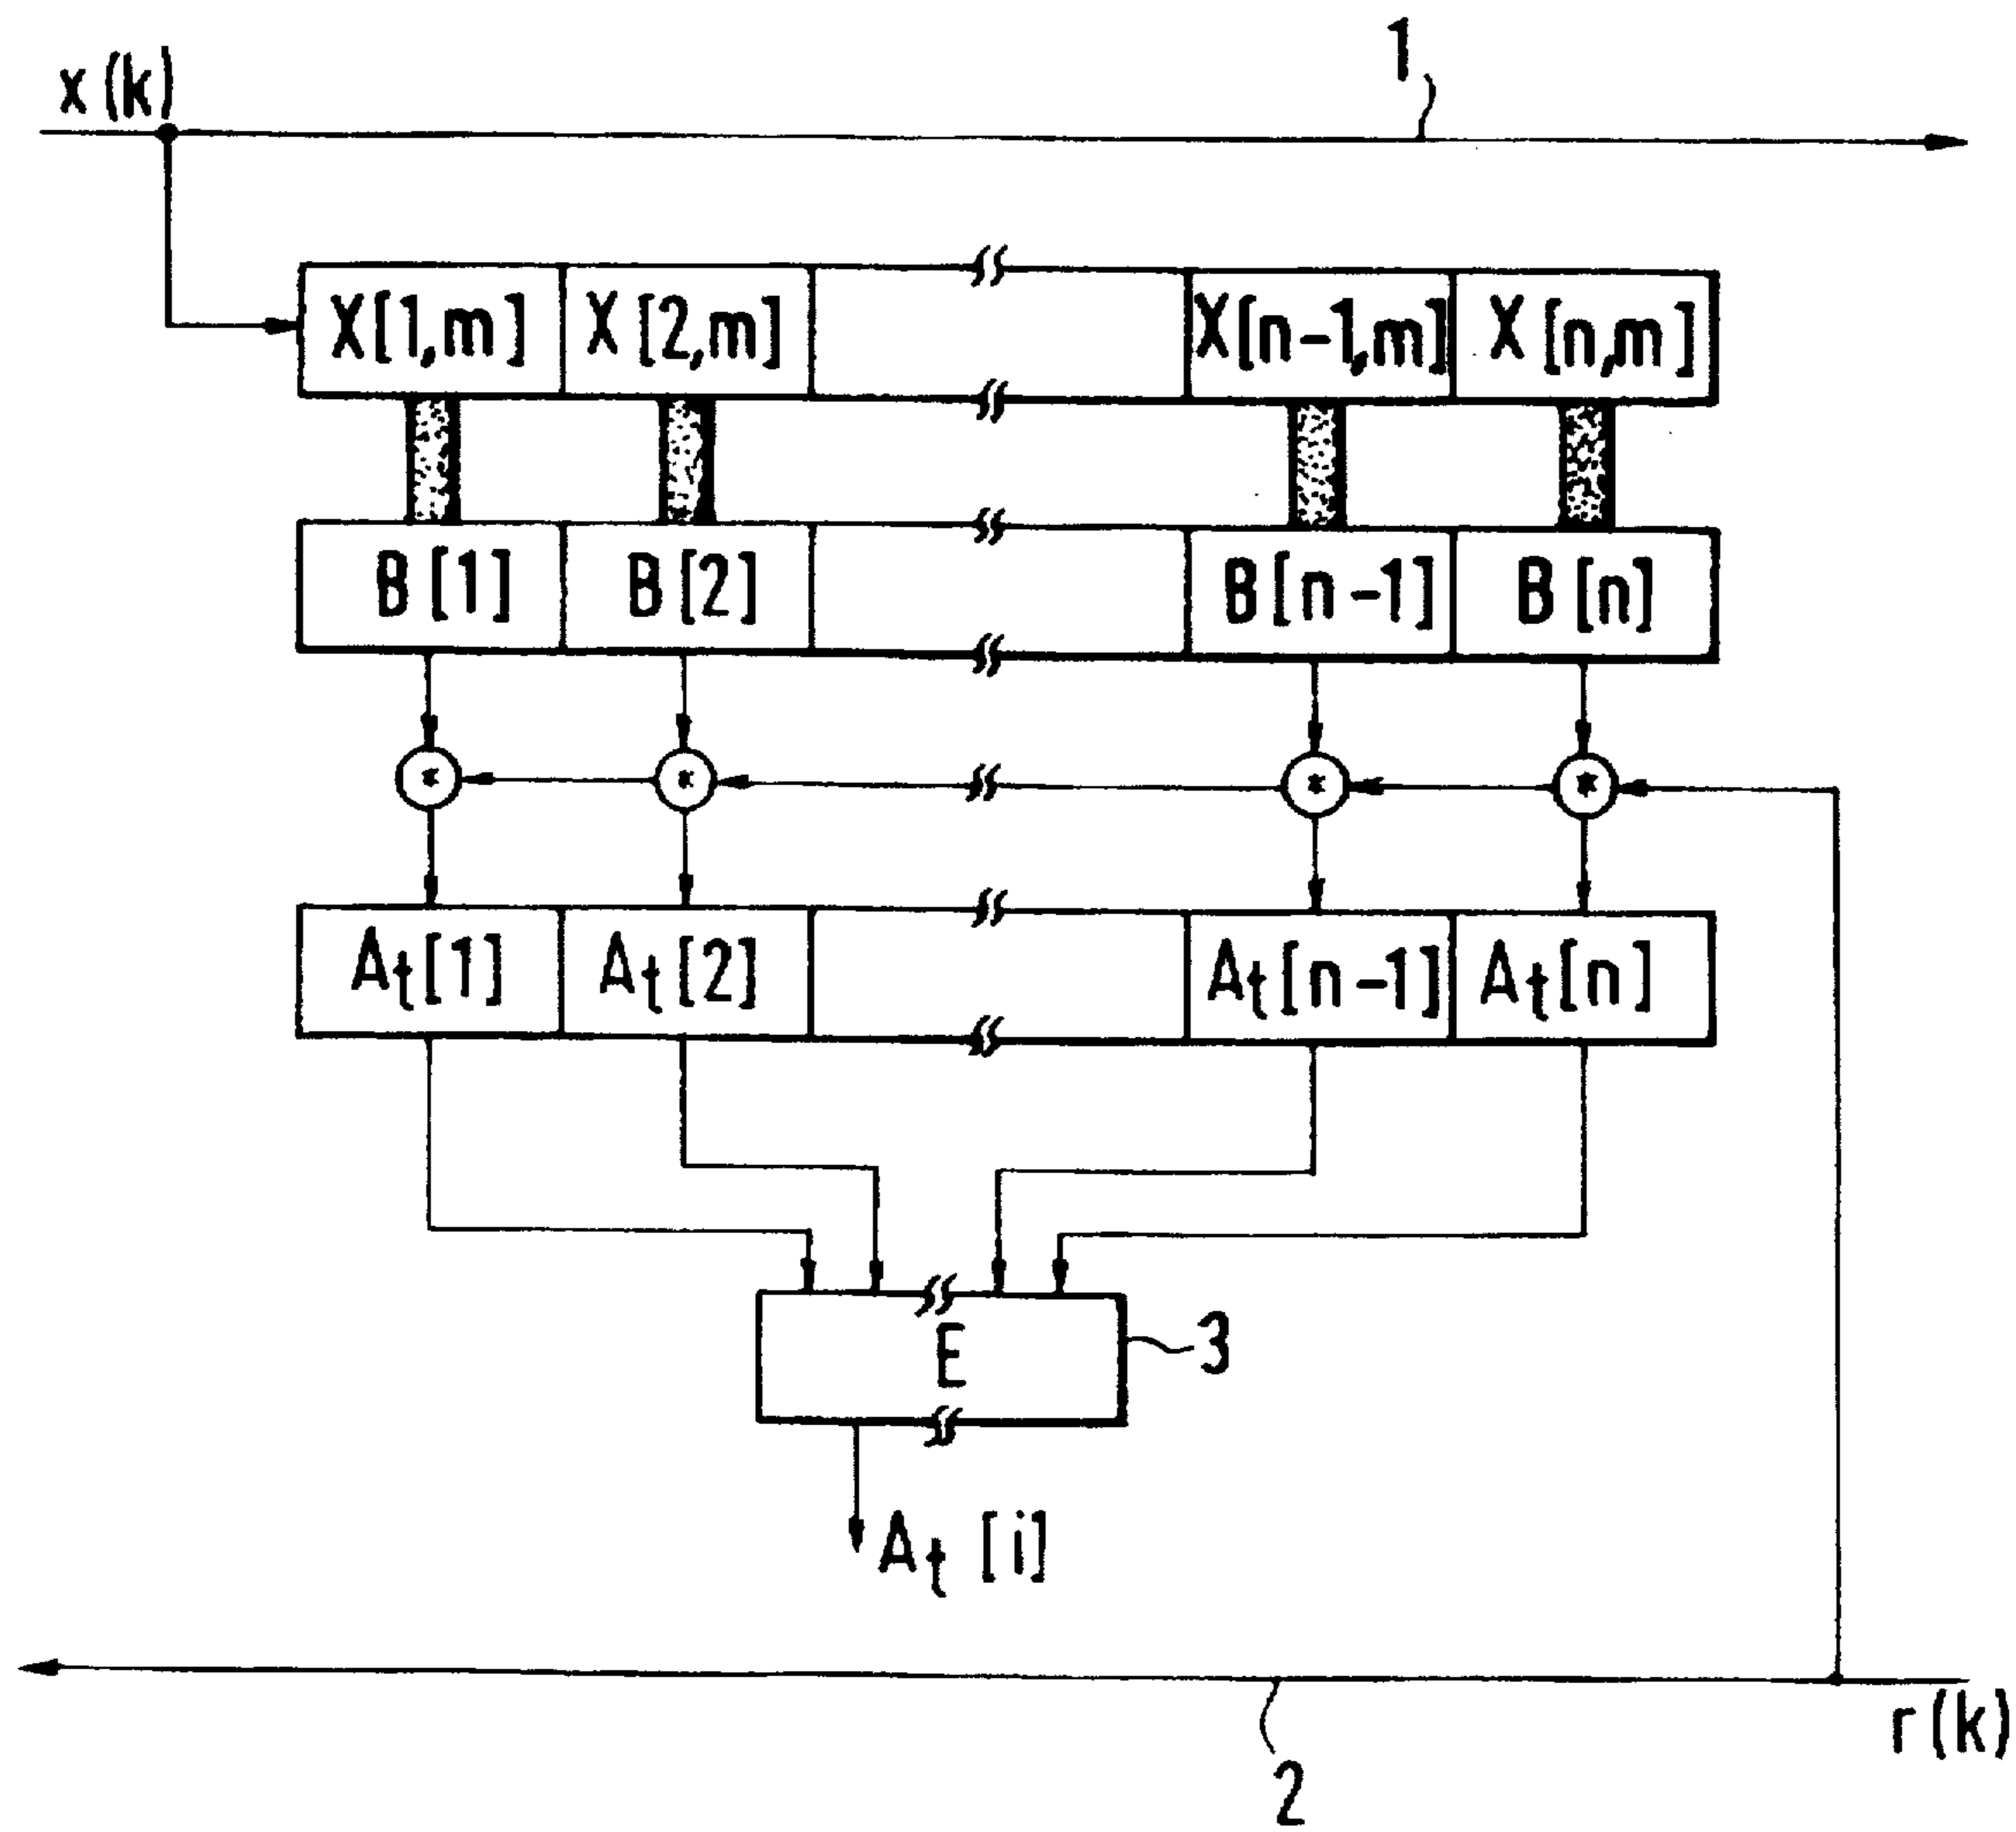 1
x(k)
X[1,m] X[2,m] X[n-1,m] X[n,m]
B[1] B[2] B[n-1] B[n]
* * * *
At[1] At[2] At[n-1] At[n]
E
3
At[i]
r(k)
2